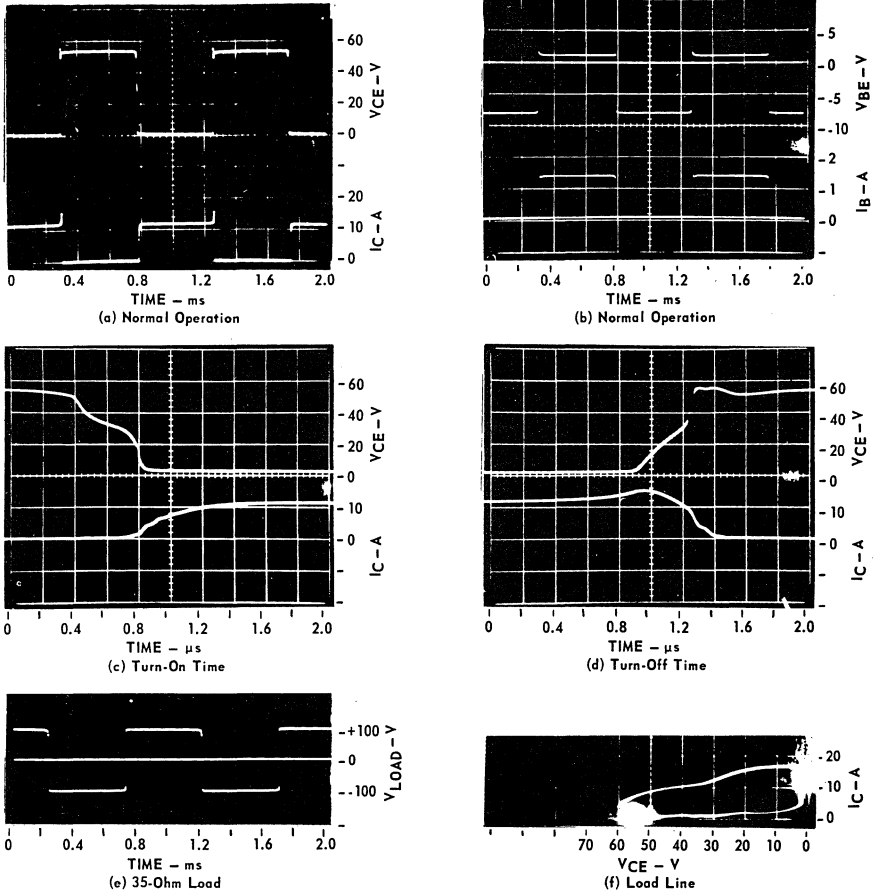 60
40
20
0
VCE – V
20
10
0
IC – A
0 0.4 0.8 1.2 1.6 2.0
TIME – ms
(a) Normal Operation
5
0
-5
-10
VBE – V
2
1
0
IB – A
0 0.4 0.8 1.2 1.6 2.0
TIME – ms
(b) Normal Operation
60
40
20
0
VCE – V
10
0
IC – A
0 0.4 0.8 1.2 1.6 2.0
TIME – µs
(c) Turn-On Time
60
40
20
0
VCE – V
10
0
IC – A
0 0.4 0.8 1.2 1.6 2.0
TIME – µs
(d) Turn-Off Time
+100
0
-100
VLOAD – V
0 0.4 0.8 1.2 1.6 2.0
TIME – ms
(e) 35-Ohm Load
20
10
0
IC – A
70 60 50 40 30 20 10 0
VCE – V
(f) Load Line